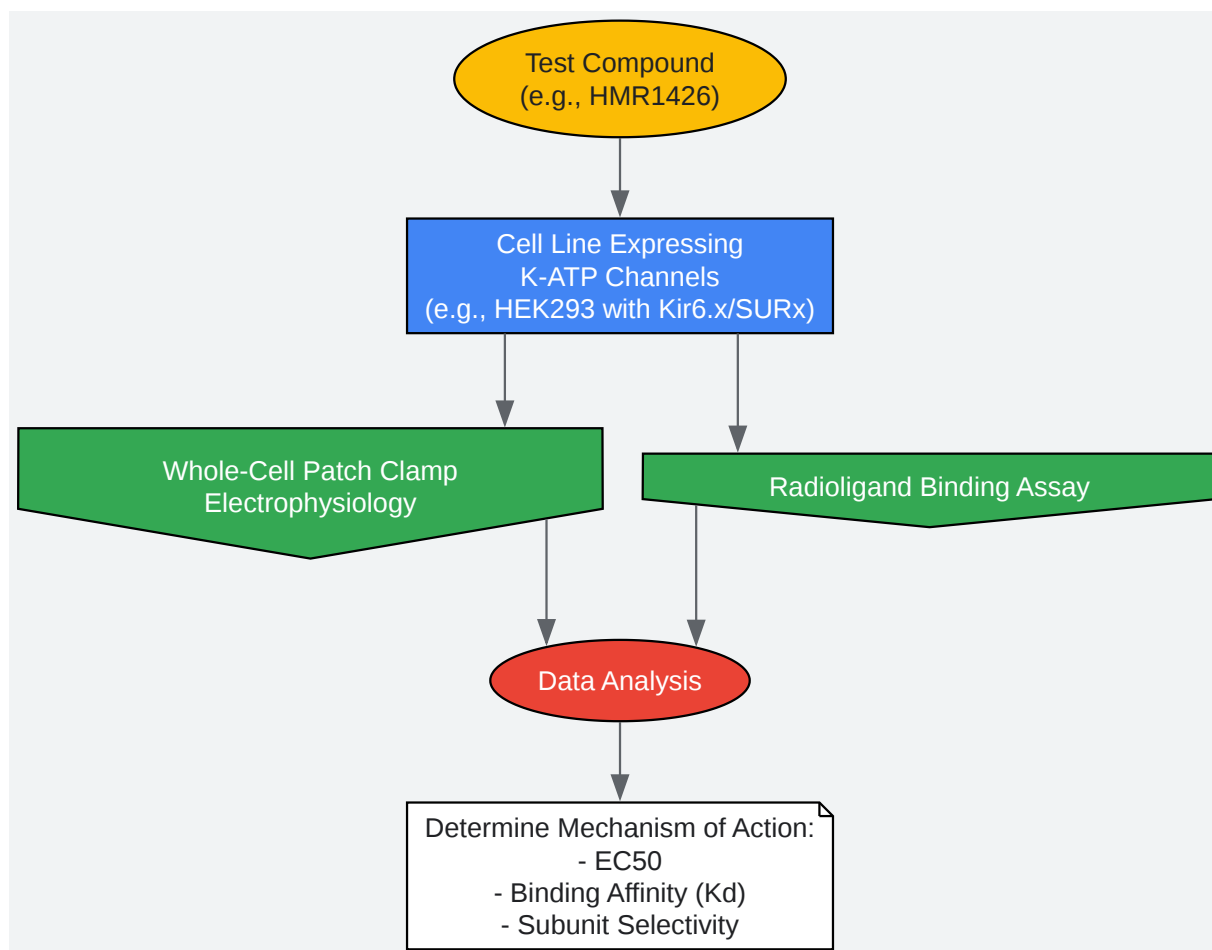 Test Compound
(e.g., HMR1426)
Cell Line Expressing
K-ATP Channels
(e.g., HEK293 with Kir6.x/SURx)
Whole-Cell Patch Clamp
Electrophysiology
Radioligand Binding Assay
Data Analysis
Determine Mechanism of Action:
- EC50
- Binding Affinity (Kd)
- Subunit Selectivity